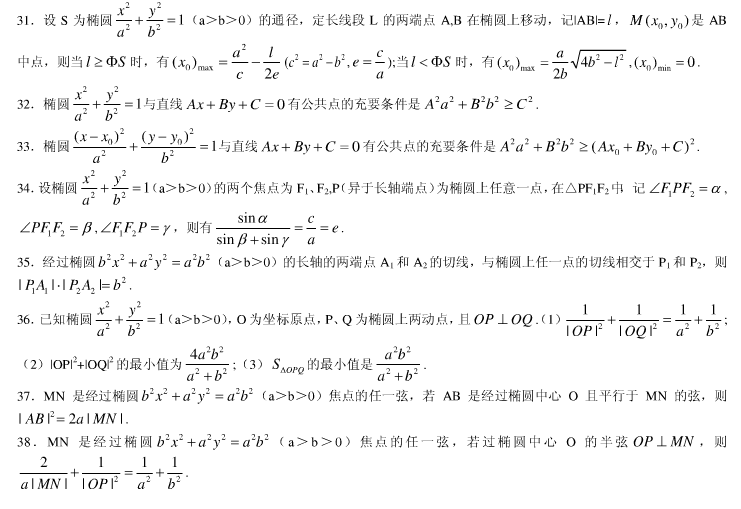 31. 设 S 为椭圆 x²/a² + y²/b² = 1 (a＞b＞0) 的通径，定长线段 L 的两端点 A,B 在椭圆上移动，记|AB|=l，M(x₀, y₀) 是 AB
中点，则当 l ≥ ΦS 时，有 (x₀)max = a²/c − l/2e (c² = a² − b², e = c/a);当 l < ΦS 时，有 (x₀)max = a/2b √(4b² − l²), (x₀)min = 0.
32. 椭圆 x²/a² + y²/b² = 1 与直线 Ax + By + C = 0 有公共点的充要条件是 A²a² + B²b² ≥ C².
33. 椭圆 (x − x₀)²/a² + (y − y₀)²/b² = 1 与直线 Ax + By + C = 0 有公共点的充要条件是 A²a² + B²b² ≥ (Ax₀ + By₀ + C)².
34. 设椭圆 x²/a² + y²/b² = 1 (a＞b＞0) 的两个焦点为 F₁、F₂,P（异于长轴端点）为椭圆上任意一点，在△PF₁F₂中，记 ∠F₁PF₂ = α,
∠PF₁F₂ = β, ∠F₁F₂P = γ，则有 sin α/(sin β + sin γ) = c/a = e.
35. 经过椭圆 b²x² + a²y² = a²b² (a＞b＞0) 的长轴的两端点 A₁ 和 A₂ 的切线，与椭圆上任一点的切线相交于 P₁ 和 P₂，则
|P₁A₁|·|P₂A₂| = b².
36. 已知椭圆 x²/a² + y²/b² = 1 (a＞b＞0)，O 为坐标原点，P、Q 为椭圆上两动点，且 OP ⊥ OQ.(1) 1/|OP|² + 1/|OQ|² = 1/a² + 1/b²;
(2) |OP|²+|OQ|² 的最小值为 4a²b²/(a² + b²)；(3) S△OPQ 的最小值是 a²b²/(a² + b²).
37. MN 是经过椭圆 b²x² + a²y² = a²b² (a＞b＞0) 焦点的任一弦，若 AB 是经过椭圆中心 O 且平行于 MN 的弦，则
|AB|² = 2a|MN|.
38. MN 是经过椭圆 b²x² + a²y² = a²b² (a＞b＞0) 焦点的任一弦，若过椭圆中心 O 的半弦 OP ⊥ MN，则
2/(a|MN|) + 1/|OP|² = 1/a² + 1/b².